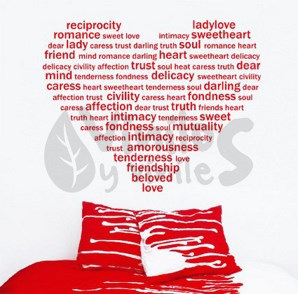 reciprocity ladylove
romance sweet love intimacy sweetheart
dear lady caress trust darling truth soul romance heart
friend mind romance darling heart sweetheart delicacy
delicacy civility affection trust soul heat caress truth dear
mind tenderness fondness delicacy sweetheart civility
caress heart sweetheart tenderness soul darling dear
affection trust civility caress heart fondness soul
caress affection dear trust truth friends heart
truth heart intimacy tenderness sweet
caress fondness soul mutuality
affection intimacy reciprocity
trust amorousness
tenderness love
friendship
beloved
love